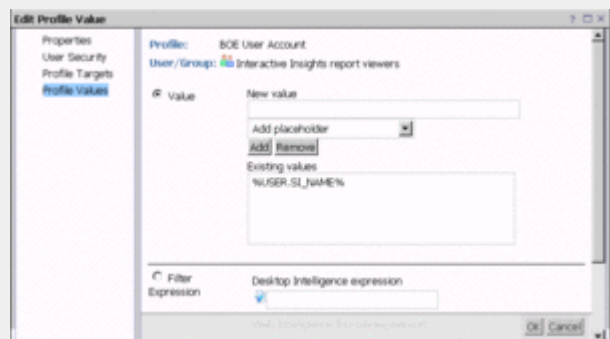 Edit Profile Value
Properties
User Security
Profile Targets
Profile Values
Profile: BOE User Account
User/Group: Interactive Insights report viewers
Value
New value
Add placeholder
Add Remove
Existing values
%USER.SI_NAME%
Filter Expression
Desktop Intelligence expression
OK Cancel